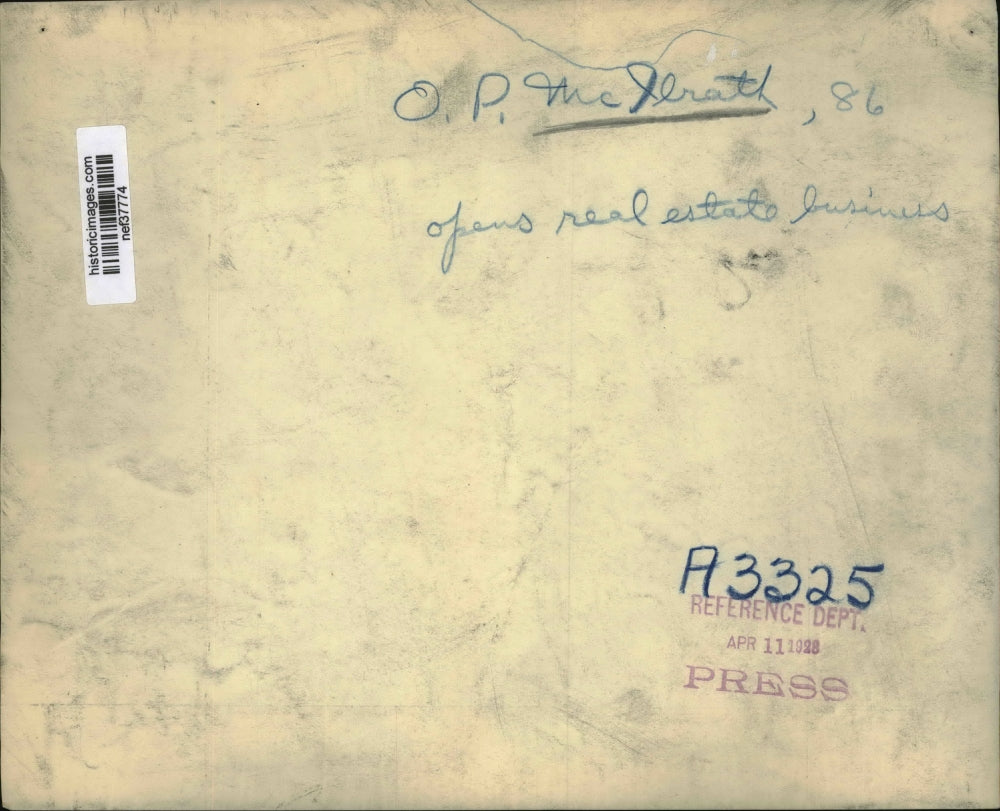 O. P. McIlrath, 86
opens real estate business
historicimages.com
nef37774
A3325
REFERENCE DEPT.
APR 11 1928
PRESS